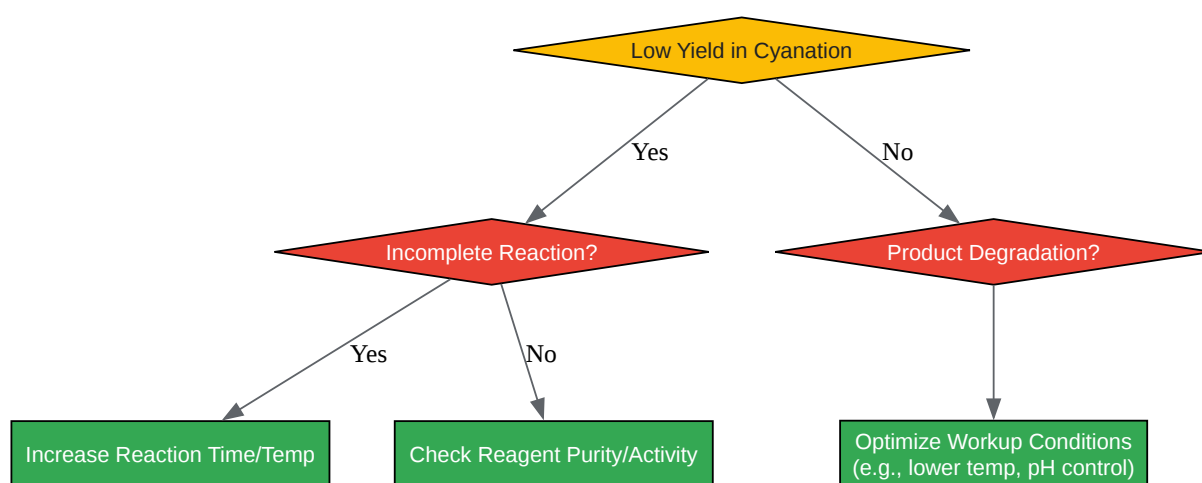 Low Yield in Cyanation
Yes
No
Incomplete Reaction?
Product Degradation?
Yes
No
Increase Reaction Time/Temp
Check Reagent Purity/Activity
Optimize Workup Conditions
(e.g., lower temp, pH control)